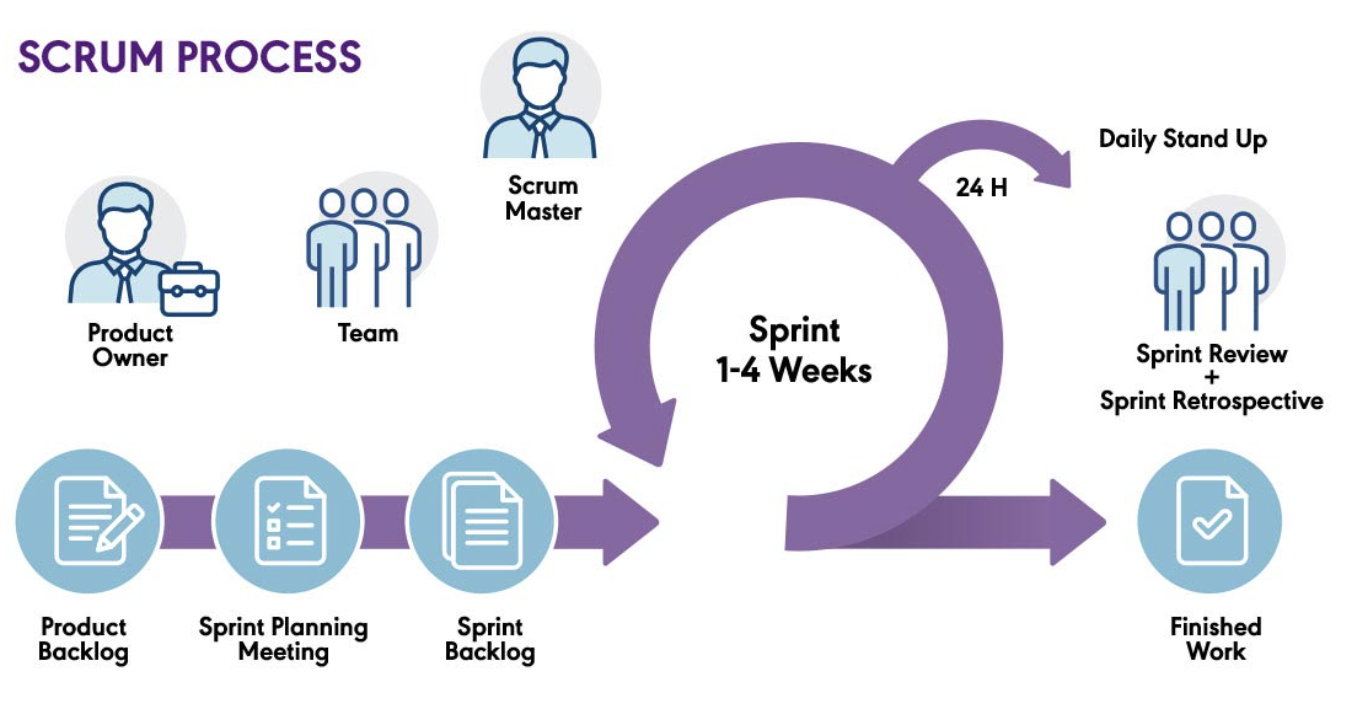 SCRUM PROCESS
Scrum
Master
Product
Owner
Team
Sprint
1-4 Weeks
24 H
Daily Stand Up
Sprint Review
+
Sprint Retrospective
Product
Backlog
Sprint Planning
Meeting
Sprint
Backlog
Finished
Work